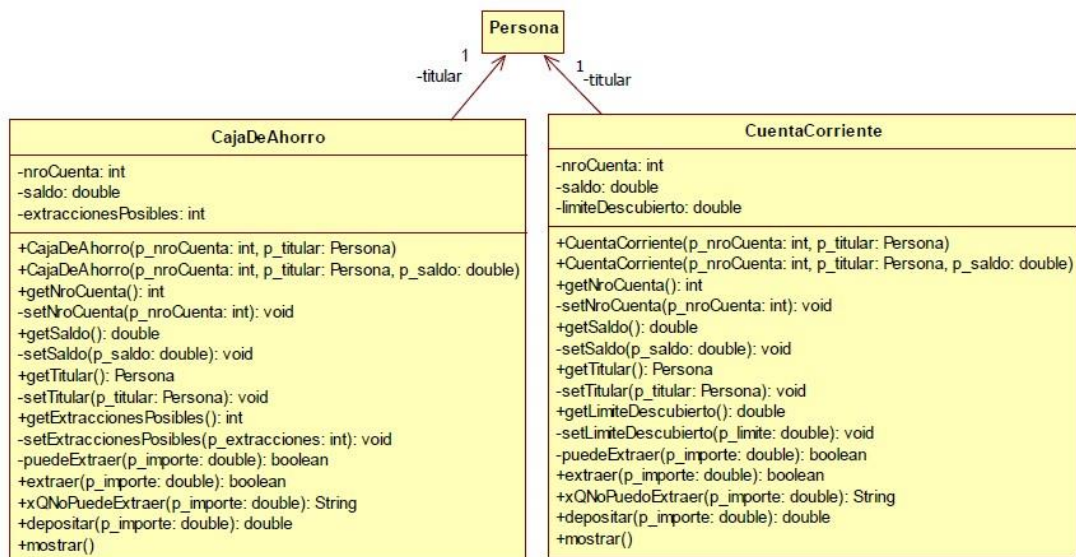 Persona
1
-titular
1
-titular
CajaDeAhorro
-nroCuenta: int
-saldo: double
-extraccionesPosibles: int
+CajaDeAhorro(p_nroCuenta: int, p_titular: Persona)
+CajaDeAhorro(p_nroCuenta: int, p_titular: Persona, p_saldo: double)
+getNroCuenta(): int
-setNroCuenta(p_nroCuenta: int): void
+getSaldo(): double
-setSaldo(p_saldo: double): void
+getTitular(): Persona
-setTitular(p_titular: Persona): void
+getExtraccionesPosibles(): int
-setExtraccionesPosibles(p_extracciones: int): void
-puedeExtraer(p_importe: double): boolean
+extraer(p_importe: double): boolean
+xQNoPuedeExtraer(p_importe: double): String
+depositar(p_importe: double): double
+mostrar()
CuentaCorriente
-nroCuenta: int
-saldo: double
-limiteDescubierto: double
+CuentaCorriente(p_nroCuenta: int, p_titular: Persona)
+CuentaCorriente(p_nroCuenta: int, p_titular: Persona, p_saldo: double)
+getNroCuenta(): int
-setNroCuenta(p_nroCuenta: int): void
+getSaldo(): double
-setSaldo(p_saldo: double): void
+getTitular(): Persona
-setTitular(p_titular: Persona): void
+getLimiteDescubierto(): double
-setLimiteDescubierto(p_limite: double): void
-puedeExtraer(p_importe: double): boolean
+extraer(p_importe: double): boolean
+xQNoPuedoExtraer(p_importe: double): String
+depositar(p_importe: double): double
+mostrar()